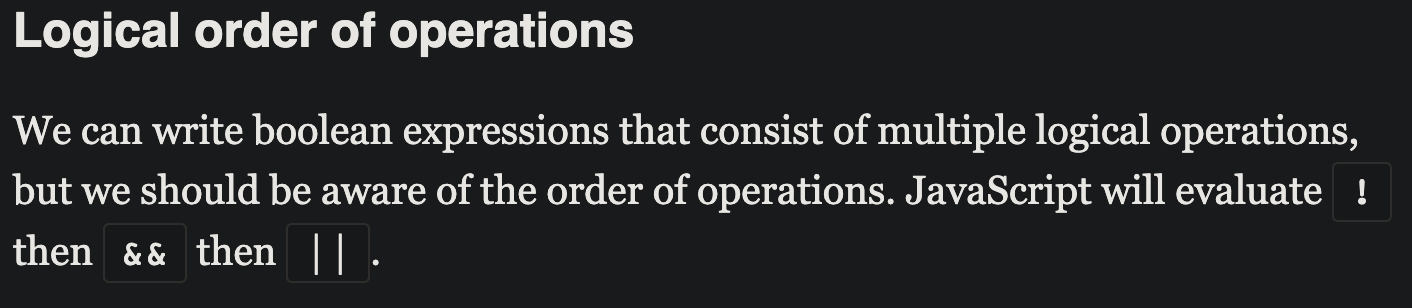 Logical order of operations
We can write boolean expressions that consist of multiple logical operations,
but we should be aware of the order of operations. JavaScript will evaluate !
then && then ||.